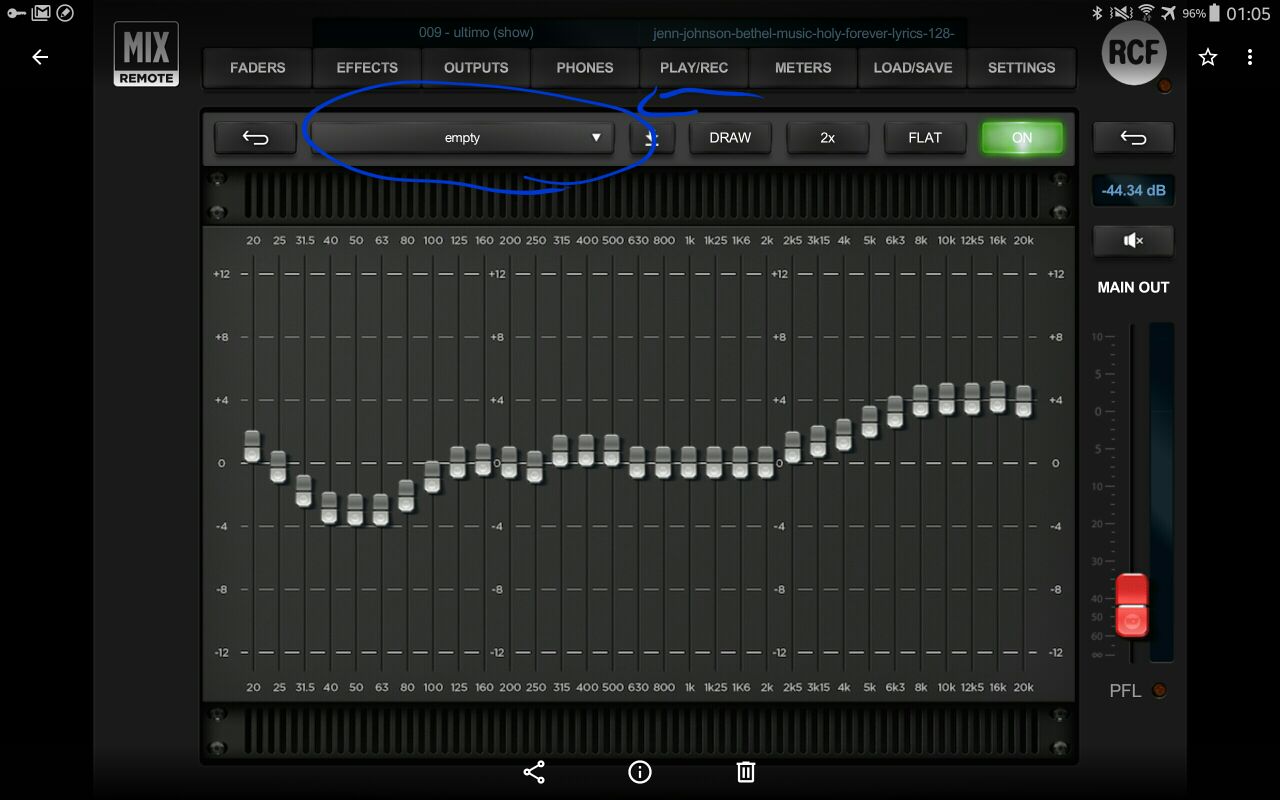 96% 01:05
009 - ultimo (show) jenn-johnson-bethel-music-holy-forever-lyrics-128-
MIX
REMOTE
RCF
FADERS EFFECTS OUTPUTS PHONES PLAY/REC METERS LOAD/SAVE SETTINGS
empty DRAW 2x FLAT ON
-44.34 dB
20 25 31.5 40 50 63 80 100 125 160 200 250 315 400 500 630 800 1k 1k25 1K6 2k 2k5 3k15 4k 5k 6k3 8k 10k 12k5 16k 20k
+12 +12 +12 +12
MAIN OUT
+8 +8 +8 +8
+4 +4 +4 +4
0 0 0 0
-4 -4 -4 -4
-8 -8 -8 -8
-12 -12 -12 -12
20 25 31.5 40 50 63 80 100 125 160 200 250 315 400 500 630 800 1k 1k25 1K6 2k 2k5 3k15 4k 5k 6k3 8k 10k 12k5 16k 20k
10
5
0
5
10
20
30
40
50
60
∞
RCF
PFL